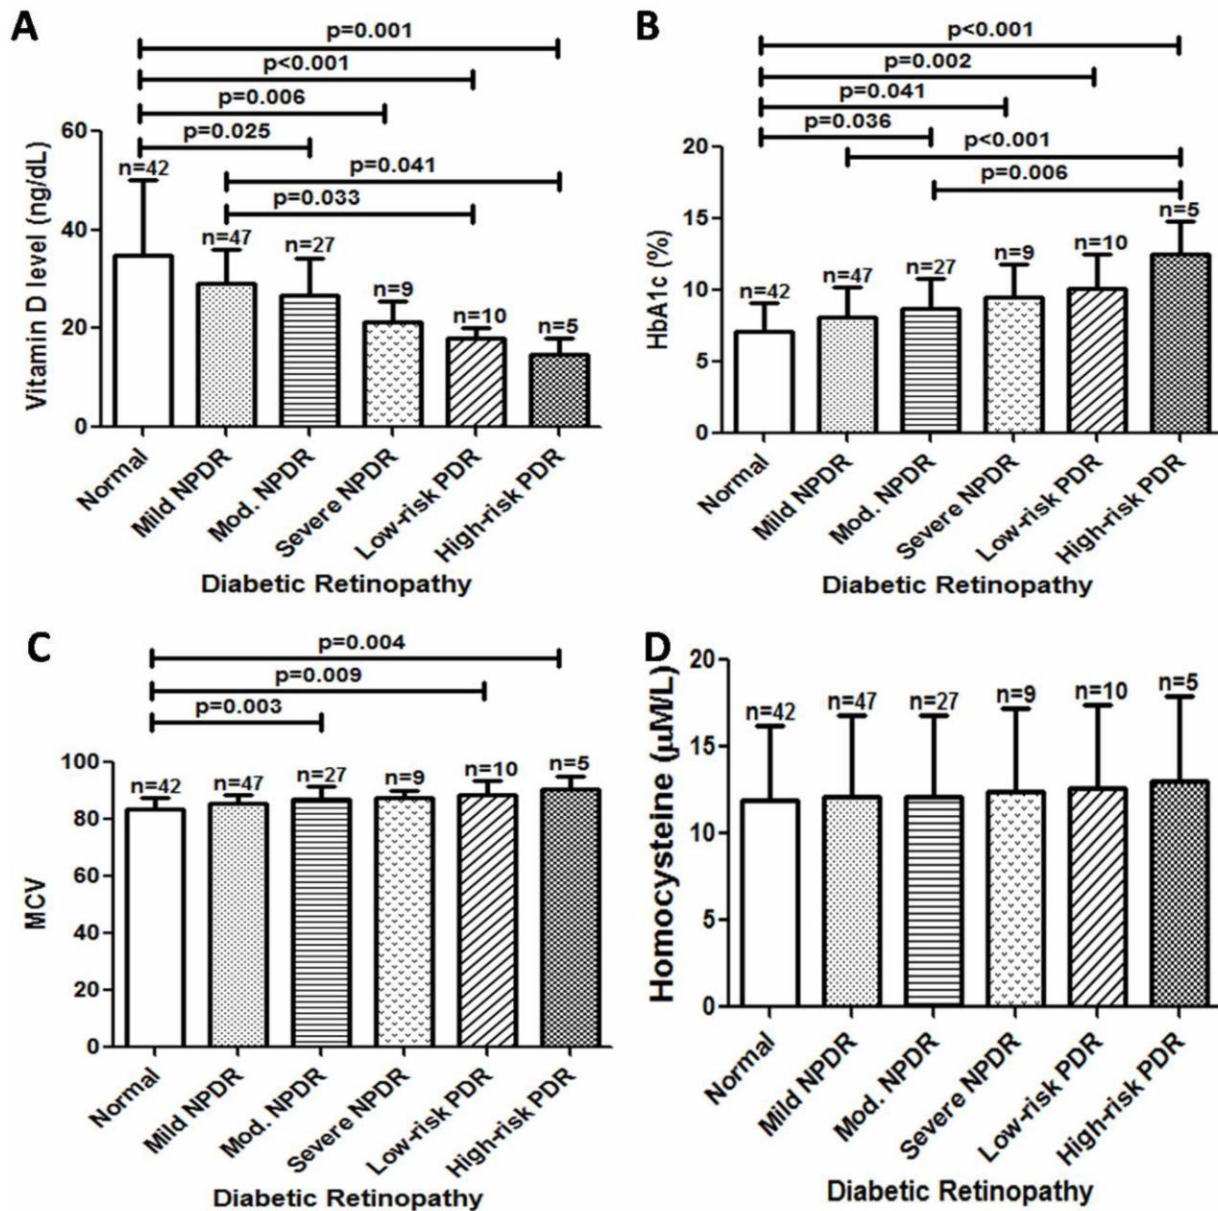 A
p=0.001
p<0.001
p=0.006
p=0.025
p=0.041
p=0.033
60
40
20
0
Vitamin D level (ng/dL)
n=42
n=47
n=27
n=9
n=10
n=5
Normal
Mild NPDR
Mod. NPDR
Severe NPDR
Low-risk PDR
High-risk PDR
Diabetic Retinopathy
B
p<0.001
p=0.002
p=0.041
p=0.036
p<0.001
p=0.006
20
15
10
5
0
HbA1c (%)
n=42
n=47
n=27
n=9
n=10
n=5
Normal
Mild NPDR
Mod. NPDR
Severe NPDR
Low-risk PDR
High-risk PDR
Diabetic Retinopathy
C
p=0.004
p=0.009
p=0.003
100
80
60
40
20
0
MCV
n=42
n=47
n=27
n=9
n=10
n=5
Normal
Mild NPDR
Mod. NPDR
Severe NPDR
Low-risk PDR
High-risk PDR
Diabetic Retinopathy
D
20
15
10
5
0
Homocysteine (µM/L)
n=42
n=47
n=27
n=9
n=10
n=5
Normal
Mild NPDR
Mod. NPDR
Severe NPDR
Low-risk PDR
High-risk PDR
Diabetic Retinopathy